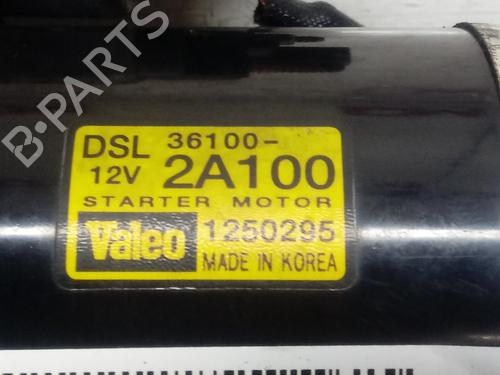 B-PARTS
DSL 36100-
12V 2A100
STARTER MOTOR
Valeo 1250295
MADE IN KOREA